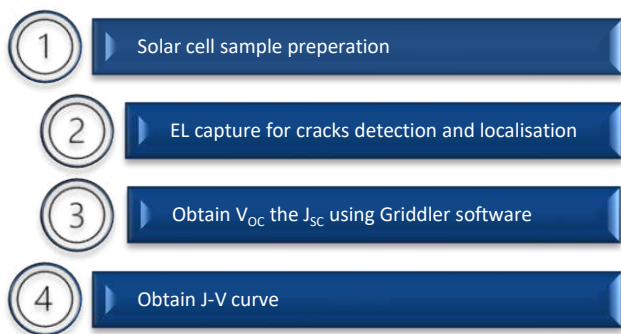 1
Solar cell sample preperation
2
EL capture for cracks detection and localisation
3
Obtain VOC the JSC using Griddler software
4
Obtain J-V curve